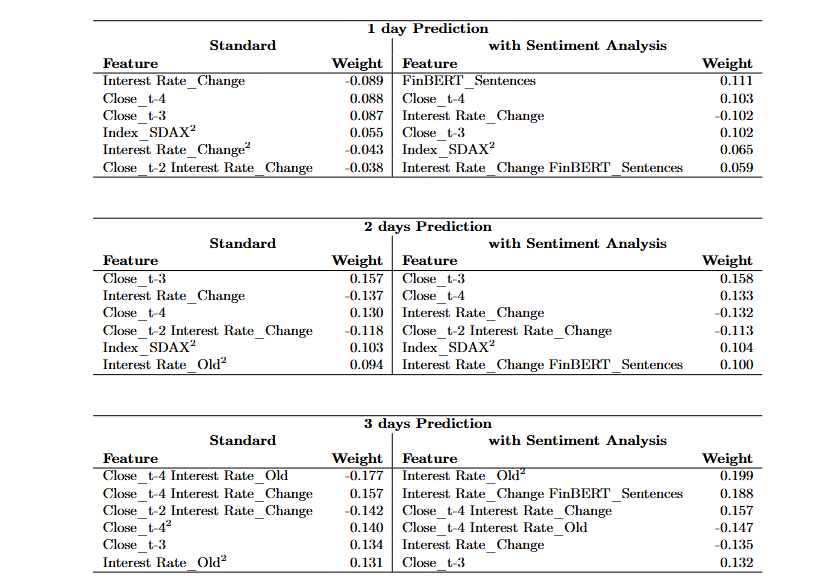 1 day Prediction
Standard with Sentiment Analysis
Feature Weight Feature Weight
Interest Rate_Change -0.089 FinBERT_Sentences 0.111
Close_t-4 0.088 Close_t-4 0.103
Close_t-3 0.087 Interest Rate_Change -0.102
Index_SDAX² 0.055 Close_t-3 0.102
Interest Rate_Change² -0.043 Index_SDAX² 0.065
Close_t-2 Interest Rate_Change -0.038 Interest Rate_Change FinBERT_Sentences 0.059
2 days Prediction
Standard with Sentiment Analysis
Feature Weight Feature Weight
Close_t-3 0.157 Close_t-3 0.158
Interest Rate_Change -0.137 Close_t-4 0.133
Close_t-4 0.130 Interest Rate_Change -0.132
Close_t-2 Interest Rate_Change -0.118 Close_t-2 Interest Rate_Change -0.113
Index_SDAX² 0.103 Index_SDAX² 0.104
Interest Rate_Old² 0.094 Interest Rate_Change FinBERT_Sentences 0.100
3 days Prediction
Standard with Sentiment Analysis
Feature Weight Feature Weight
Close_t-4 Interest Rate_Old -0.177 Interest Rate_Old² 0.199
Close_t-4 Interest Rate_Change 0.157 Interest Rate_Change FinBERT_Sentences 0.188
Close_t-2 Interest Rate_Change -0.142 Close_t-4 Interest Rate_Change 0.157
Close_t-4² 0.140 Close_t-4 Interest Rate_Old -0.147
Close_t-3 0.134 Interest Rate_Change -0.135
Interest Rate_Old² 0.131 Close_t-3 0.132